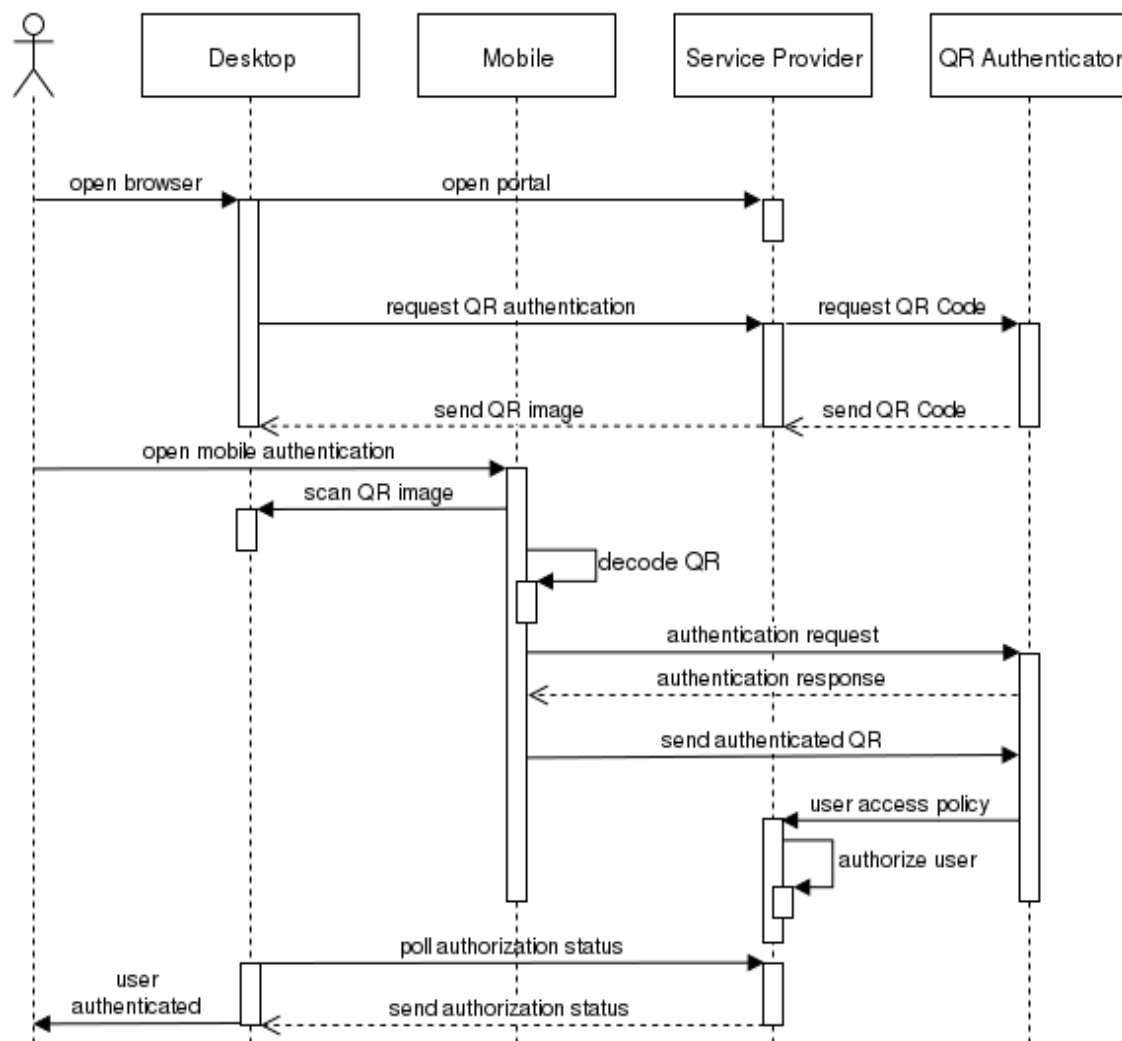 Desktop
Mobile
Service Provider
QR Authenticator
open browser
open portal
request QR authentication
request QR Code
send QR image
send QR Code
open mobile authentication
scan QR image
decode QR
authentication request
authentication response
send authenticated QR
user access policy
authorize user
poll authorization status
user
authenticated
send authorization status